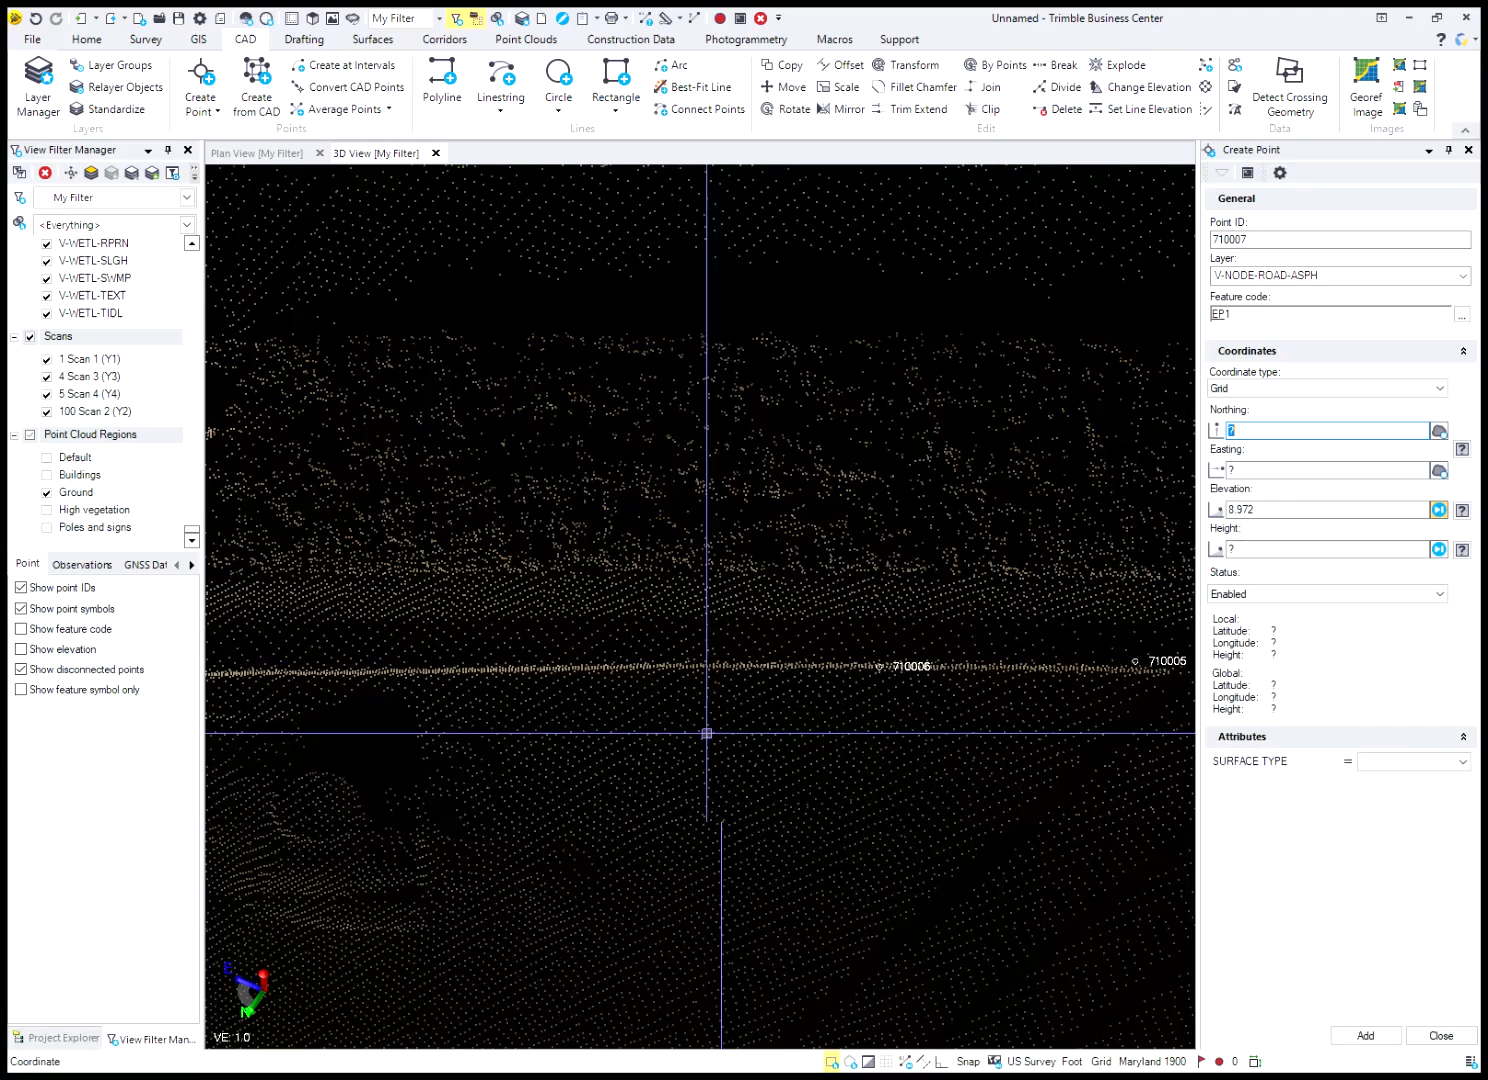 My Filter
Unnamed - Trimble Business Center
File
Home
Survey
GIS
CAD
Drafting
Surfaces
Corridors
Point Clouds
Construction Data
Photogrammetry
Macros
Support
Layer Manager
Layer Groups
Relayer Objects
Standardize
Layers
Create Point
Create from CAD
Create at Intervals
Convert CAD Points
Average Points
Points
Polyline
Linestring
Circle
Rectangle
Arc
Best-Fit Line
Connect Points
Lines
Copy
Offset
Transform
By Points
Break
Explode
Move
Scale
Fillet Chamfer
Join
Divide
Change Elevation
Rotate
Mirror
Trim Extend
Clip
Delete
Set Line Elevation
Edit
Detect Crossing Geometry
Data
Georef Image
Images
View Filter Manager
My Filter
<Everything>
V-WETL-RPRN
V-WETL-SLGH
V-WETL-SWMP
V-WETL-TEXT
V-WETL-TIDL
Scans
1 Scan 1 (Y1)
4 Scan 3 (Y3)
5 Scan 4 (Y4)
100 Scan 2 (Y2)
Point Cloud Regions
Default
Buildings
Ground
High vegetation
Poles and signs
Point
Observations
GNSS Dat
Show point IDs
Show point symbols
Show feature code
Show elevation
Show disconnected points
Show feature symbol only
Project Explorer
View Filter Man...
Coordinate
Plan View [My Filter]
3D View [My Filter]
710006
710005
E
N
VE: 1.0
Create Point
General
Point ID:
710007
Layer:
V-NODE-ROAD-ASPH
Feature code:
EP1
...
Coordinates
Coordinate type:
Grid
Northing:
?
Easting:
?
Elevation:
8.972
Height:
?
Status:
Enabled
Local:
Latitude: ?
Longitude: ?
Height: ?
Global:
Latitude: ?
Longitude: ?
Height: ?
Attributes
SURFACE TYPE =
Add
Close
Snap
US Survey Foot
Grid
Maryland 1900
0